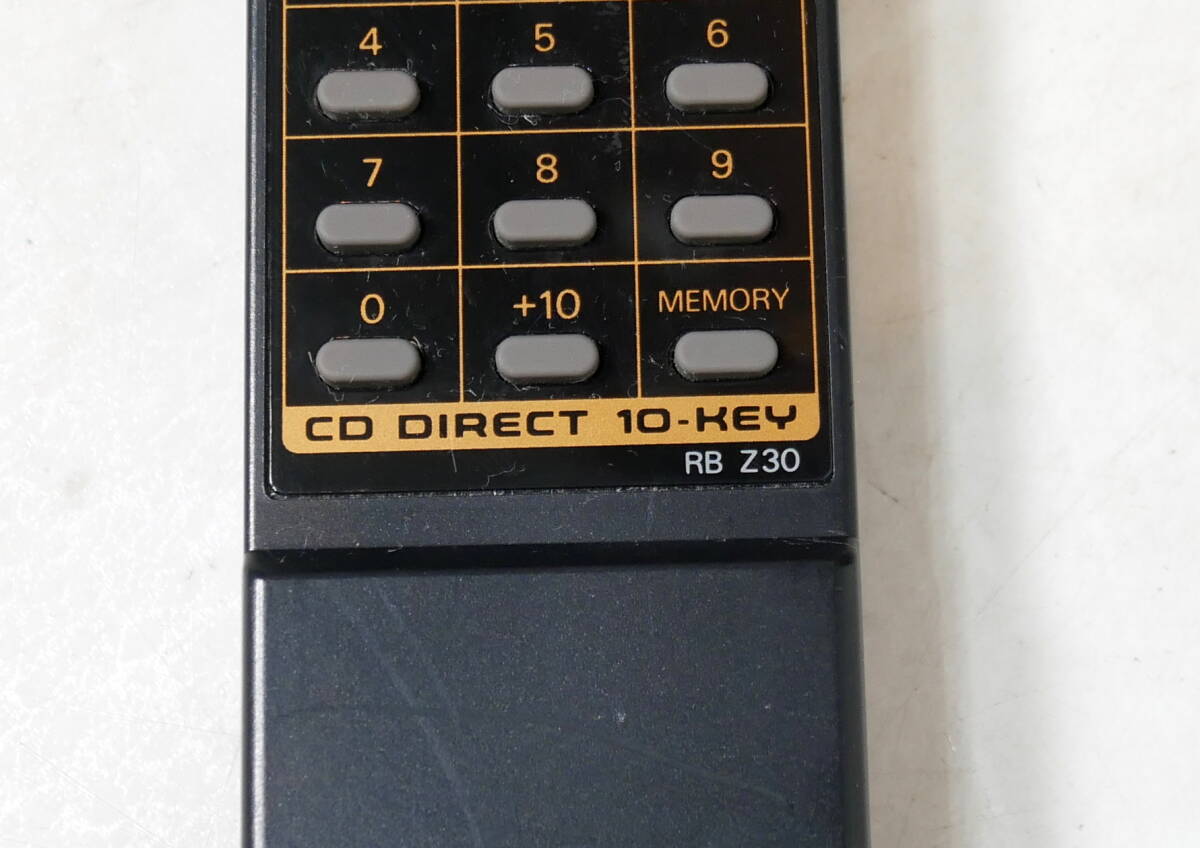 4 5 6
7 8 9
0 +10 MEMORY
CD DIRECT 10-KEY
RB Z30